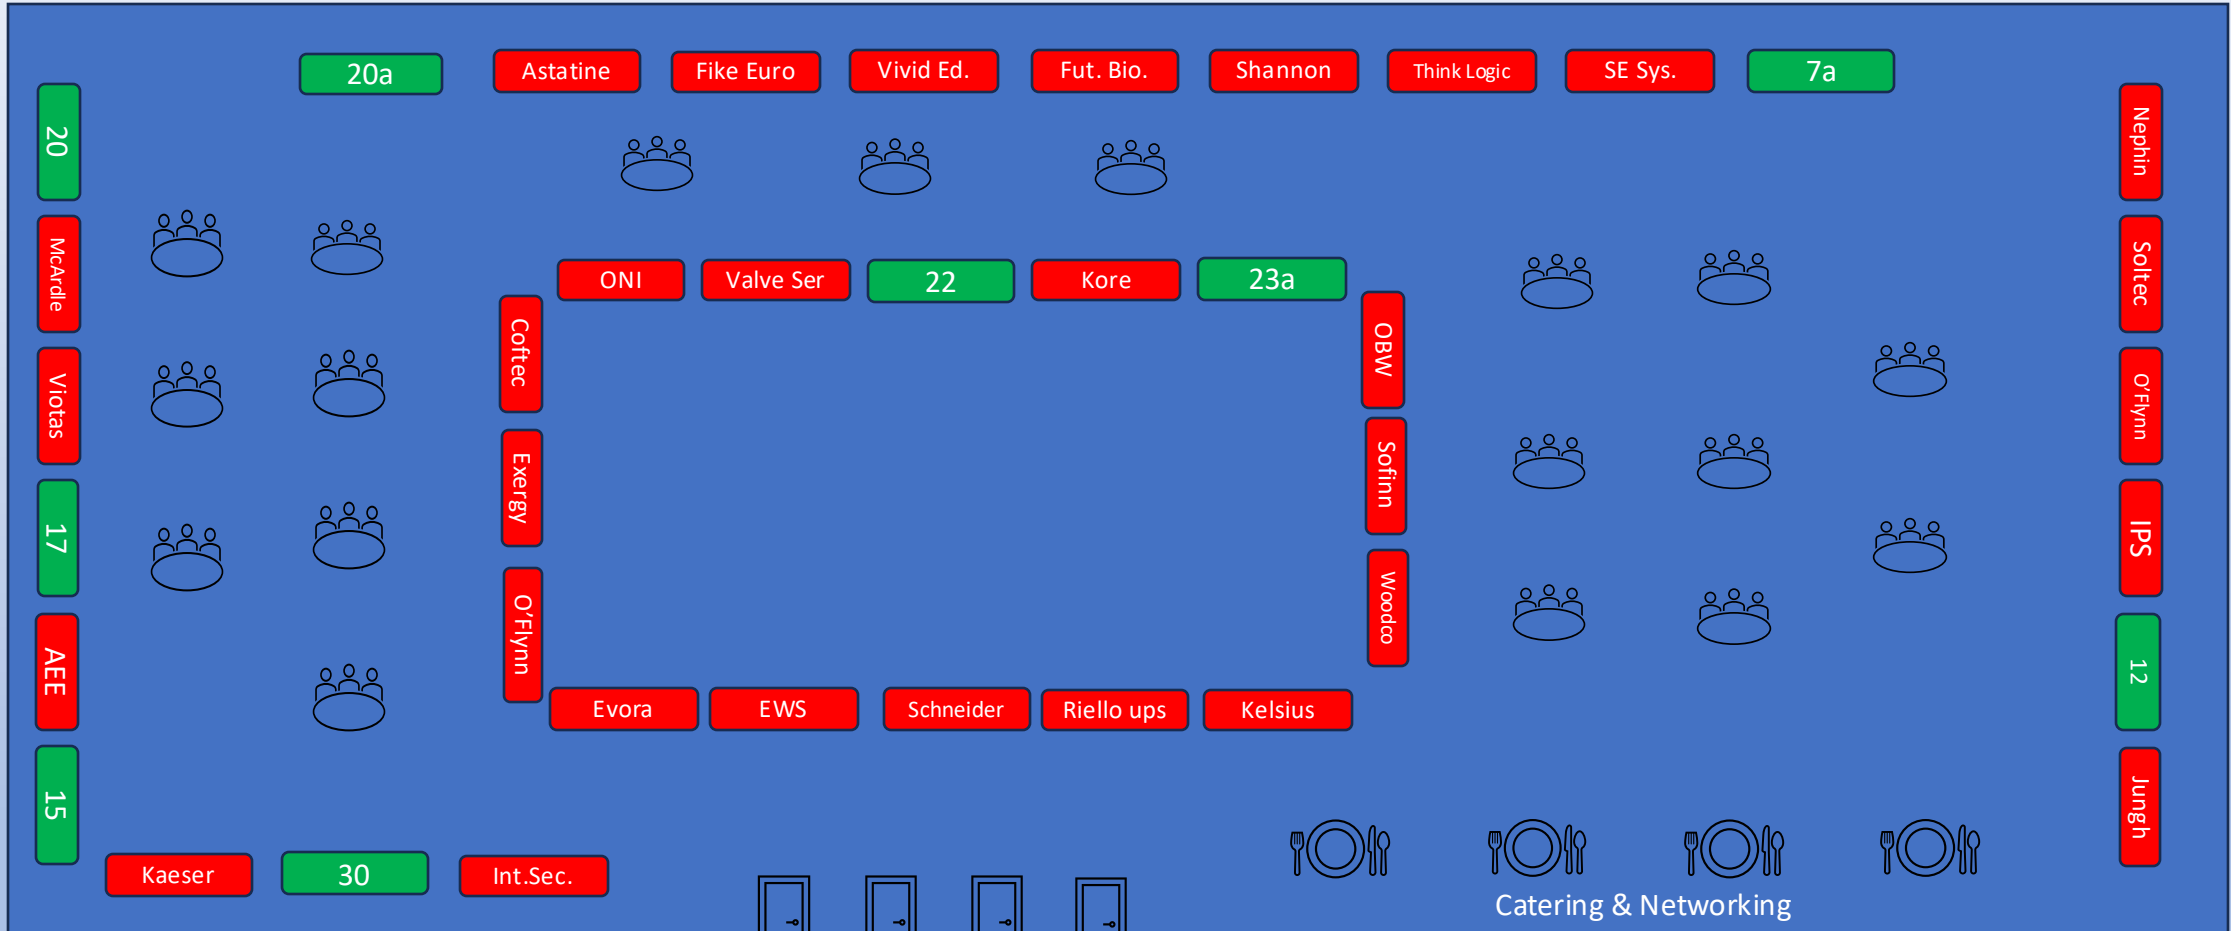 20a
Astatine
Fike Euro
Vivid Ed.
Fut. Bio.
Shannon
Think Logic
SE Sys.
7a
20
McArdle
Viotas
17
AEE
15
Nephin
Soltec
O'Flynn
IPS
12
Jungh
ONI
Valve Ser
22
Kore
23a
Coftec
Exergy
O'Flynn
OBW
Sofinn
Woodco
Evora
EWS
Schneider
Riello ups
Kelsius
Kaeser
30
Int.Sec.
Catering & Networking